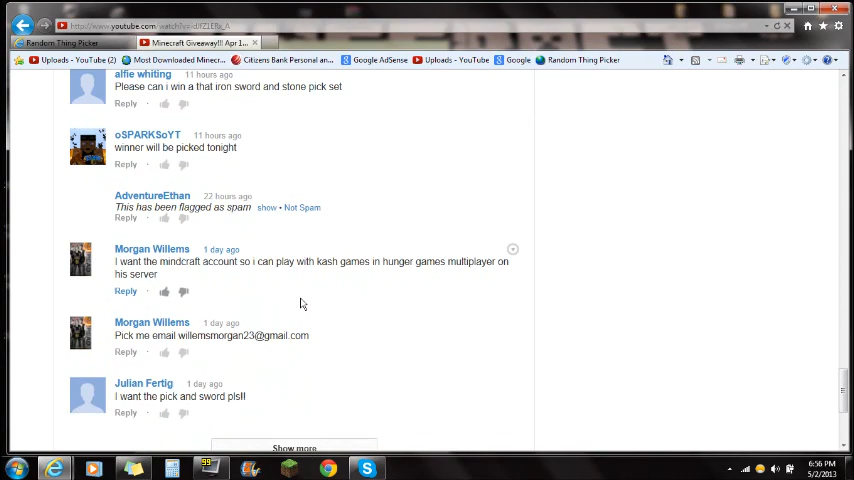 http://www.youtube.com/watch?v=
Random Thing Picker
Minecraft Giveaway!!! Apr 1...
Uploads - YouTube (2)
Most Downloaded Minecr...
Citizens Bank Personal an...
Google AdSense
Uploads - YouTube
Google
Random Thing Picker
alfie whiting 11 hours ago
Please can i win a that iron sword and stone pick set
Reply ·
oSPARKSoYT 11 hours ago
winner will be picked tonight
Reply ·
AdventureEthan 22 hours ago
This has been flagged as spam show • Not Spam
Reply ·
Morgan Willems 1 day ago
I want the mindcraft account so i can play with kash games in hunger games multiplayer on
his server
Reply ·
Morgan Willems 1 day ago
Pick me email willemsmorgan23@gmail.com
Reply ·
Julian Fertig 1 day ago
I want the pick and sword pls!!
Reply ·
Show more
99
6:56 PM
5/2/2013